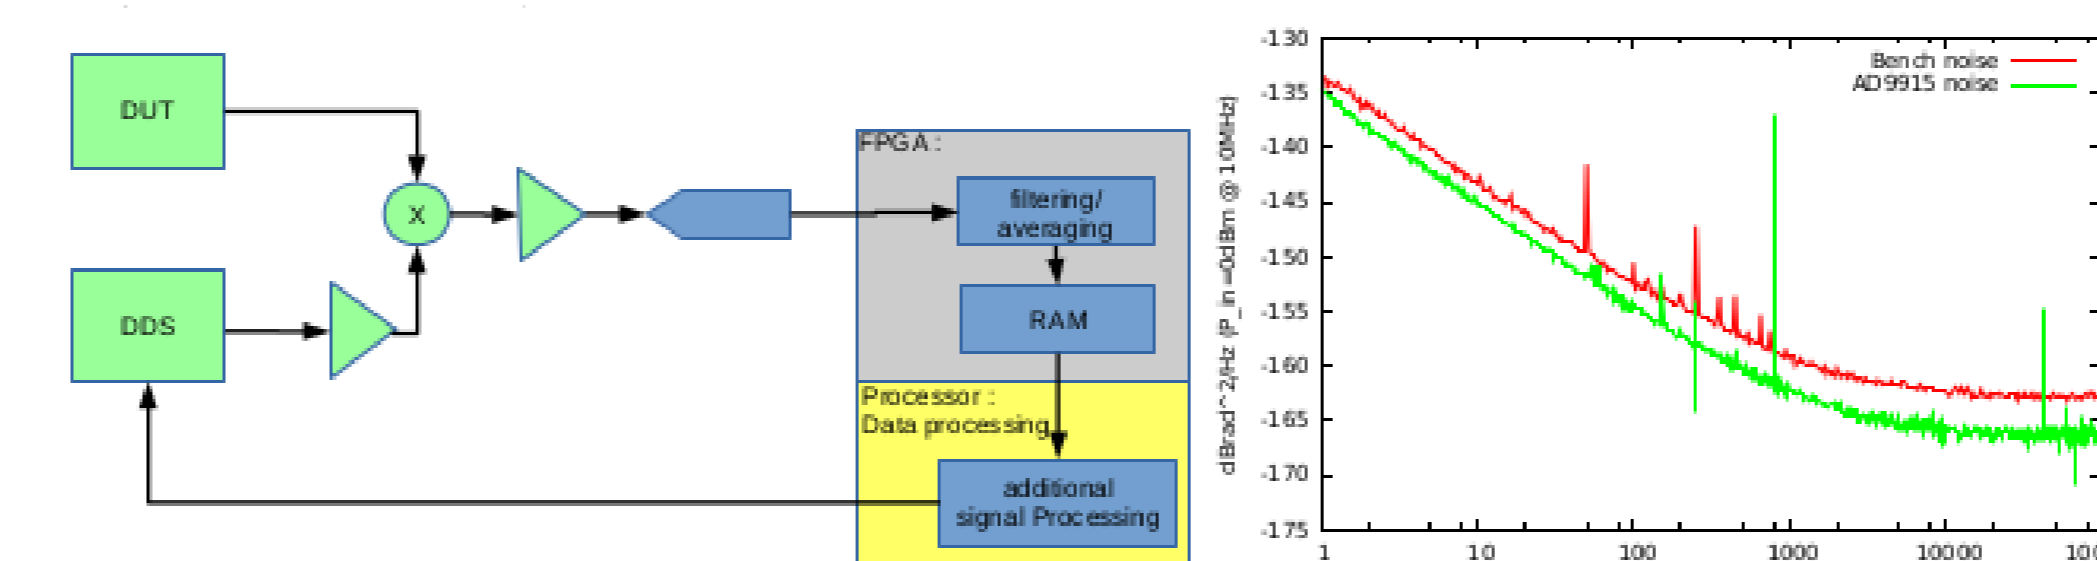 DUT
X
DDS
FPGA :
filtering/
averaging
RAM
Processor :
Data processing
additional
signal Processing
dBrad^2/Hz (P_in =0dBm @ 10MHz)
-130
-135
-140
-145
-150
-155
-160
-165
-170
-175
Bench noise
AD9915 noise
1
10
100
1000
10000